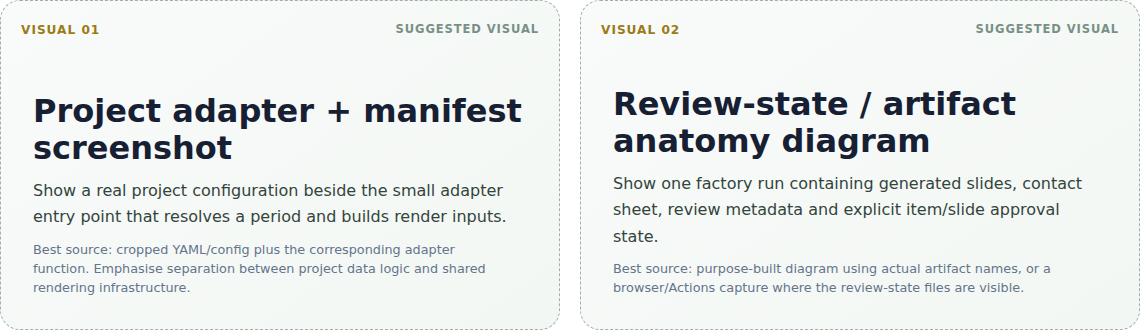 VISUAL 01
SUGGESTED VISUAL
Project adapter + manifest
screenshot
Show a real project configuration beside the small adapter
entry point that resolves a period and builds render inputs.
Best source: cropped YAML/config plus the corresponding adapter
function. Emphasise separation between project data logic and shared
rendering infrastructure.
VISUAL 02
SUGGESTED VISUAL
Review-state / artifact
anatomy diagram
Show one factory run containing generated slides, contact
sheet, review metadata and explicit item/slide approval
state.
Best source: purpose-built diagram using actual artifact names, or a
browser/Actions capture where the review-state files are visible.